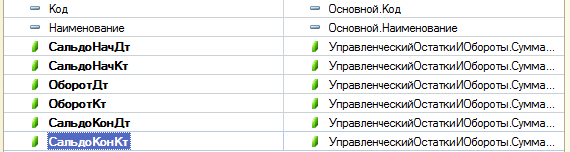 Код Основной.Код
Наименование Основной.Наименование
СальдоНачДт УправленческийОстаткиИОбороты.Сумма...
СальдоНачКт УправленческийОстаткиИОбороты.Сумма...
ОборотДт УправленческийОстаткиИОбороты.Сумма...
ОборотКт УправленческийОстаткиИОбороты.Сумма...
СальдоКонДт УправленческийОстаткиИОбороты.Сумма...
СальдоКонКт УправленческийОстаткиИОбороты.Сумма...